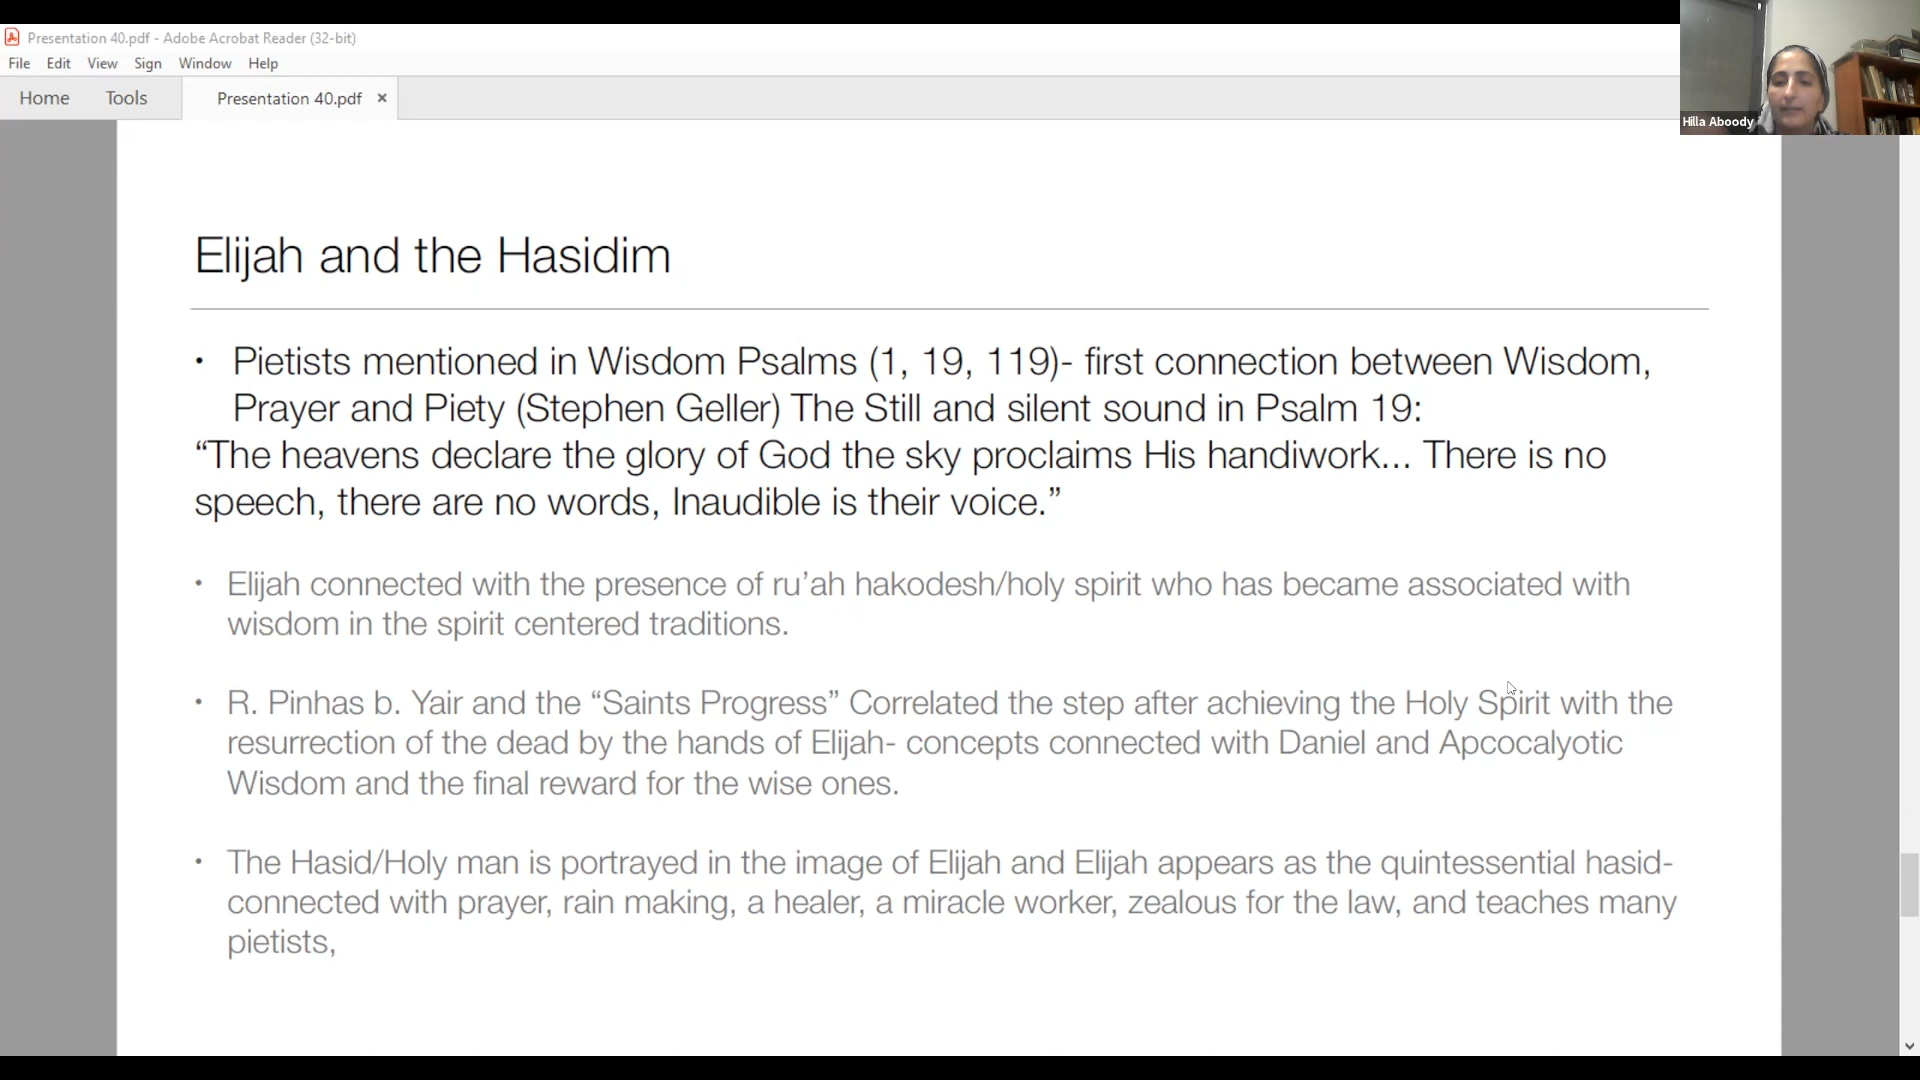 Presentation 40.pdf - Adobe Acrobat Reader (32-bit)
File Edit View Sign Window Help
Home Tools Presentation 40.pdf ×
Hilla Aboody
Elijah and the Hasidim
• Pietists mentioned in Wisdom Psalms (1, 19, 119)- first connection between Wisdom,
Prayer and Piety (Stephen Geller) The Still and silent sound in Psalm 19:
“The heavens declare the glory of God the sky proclaims His handiwork... There is no
speech, there are no words, Inaudible is their voice.”
• Elijah connected with the presence of ru’ah hakodesh/holy spirit who has became associated with
wisdom in the spirit centered traditions.
• R. Pinhas b. Yair and the “Saints Progress” Correlated the step after achieving the Holy Spirit with the
resurrection of the dead by the hands of Elijah- concepts connected with Daniel and Apcocalyotic
Wisdom and the final reward for the wise ones.
• The Hasid/Holy man is portrayed in the image of Elijah and Elijah appears as the quintessential hasid-
connected with prayer, rain making, a healer, a miracle worker, zealous for the law, and teaches many
pietists,